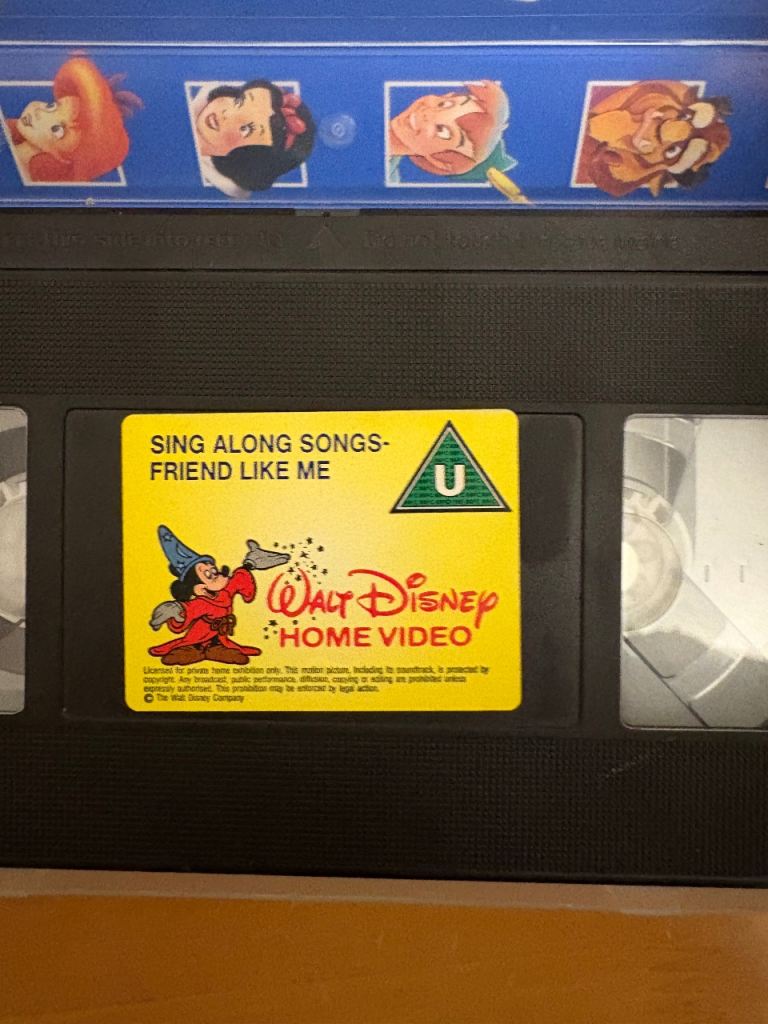 SING ALONG SONGS-
FRIEND LIKE ME
U
WALT DISNEY
HOME VIDEO
Licensed for private home exhibition only. This motion picture, including its soundtrack, is protected by
copyright. Any broadcast, public performance, diffusion, copying or editing are prohibited unless
expressly authorised. This prohibition may be enforced by legal action.
© The Walt Disney Company